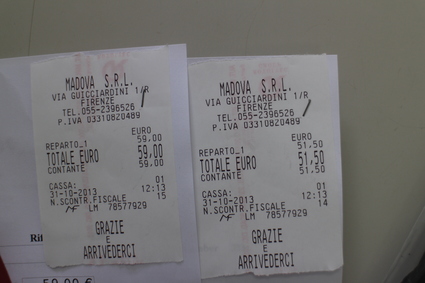 MADOVA S.R.L.
VIA GUICCIARDINI 1/R
FIRENZE
TEL.055-2396526
P.IVA 03310820489
EURO
REPARTO_1 59.00
TOTALE EURO 59,00
CONTANTE 59.00
CASSA: 01
31-10-2013 12:13
N.SCONTR.FISCALE 15
MF LM 78577929
GRAZIE
E
ARRIVEDERCI
MADOVA S.R.L.
VIA GUICCIARDINI 1/R
FIRENZE
TEL.055-2396526
P.IVA 03310820489
EURO
REPARTO_1 51.50
TOTALE EURO 51,50
CONTANTE 51.50
CASSA: 01
31-10-2013 12:13
N.SCONTR.FISCALE 14
MF LM 78577929
GRAZIE
E
ARRIVEDERCI